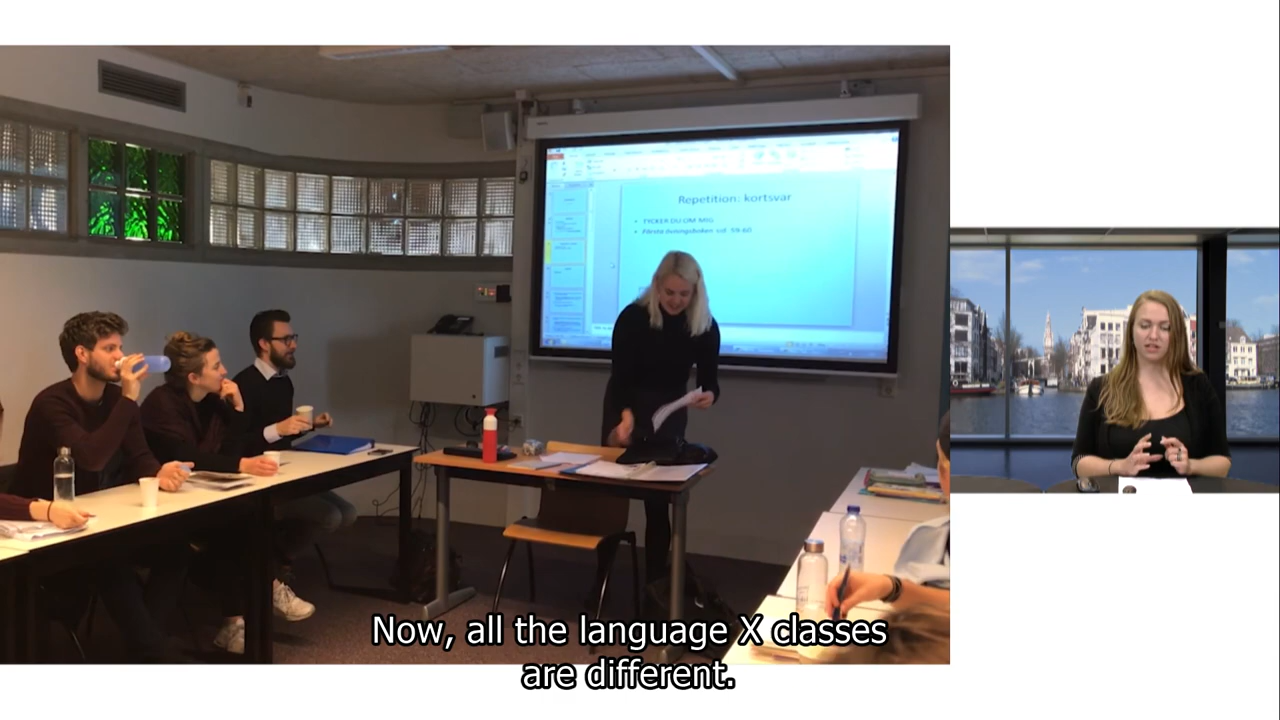 Repetition: kortsvar
• TYCKER DU OM MIG
• Första övningsboken sid. 59-60
Now, all the language X classes
are different.